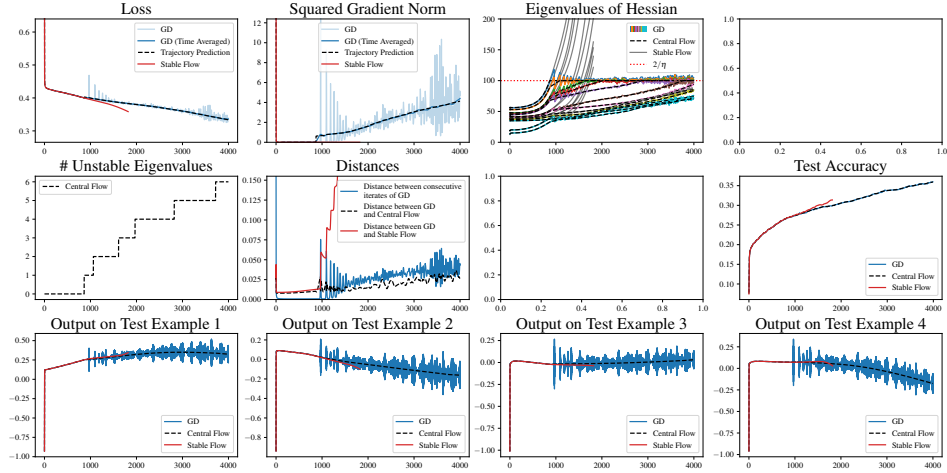 Loss
Squared Gradient Norm
Eigenvalues of Hessian
GD
GD (Time Averaged)
Trajectory Prediction
Stable Flow
0.6
0.5
0.4
0.3
0 1000 2000 3000 4000
GD
GD (Time Averaged)
Trajectory Prediction
Stable Flow
12
10
8
6
4
2
0
0 1000 2000 3000 4000
GD
Central Flow
Stable Flow
2/η
200
175
150
125
100
75
50
25
0
0 1000 2000 3000 4000
1.0
0.8
0.6
0.4
0.2
0.0
0.0 0.2 0.4 0.6 0.8 1.0
# Unstable Eigenvalues
Distances
Test Accuracy
Central Flow
6
5
4
3
2
1
0
0 1000 2000 3000 4000
Distance between consecutive
iterates of GD
Distance between GD
and Central Flow
Distance between GD
and Stable Flow
0.150
0.125
0.100
0.075
0.050
0.025
0.000
0 1000 2000 3000 4000
1.0
0.8
0.6
0.4
0.2
0.0
0.0 0.2 0.4 0.6 0.8 1.0
GD
Central Flow
Stable Flow
0.35
0.30
0.25
0.20
0.15
0.10
0 1000 2000 3000 4000
Output on Test Example 1
Output on Test Example 2
Output on Test Example 3
Output on Test Example 4
GD
Central Flow
Stable Flow
0.50
0.25
0.00
−0.25
−0.50
−0.75
−1.00
0 1000 2000 3000 4000
GD
Central Flow
Stable Flow
0.2
0.0
−0.2
−0.4
−0.6
−0.8
0 1000 2000 3000 4000
GD
Central Flow
Stable Flow
0.50
0.25
0.00
−0.25
−0.50
−0.75
−1.00
0 1000 2000 3000 4000
GD
Central Flow
Stable Flow
0.50
0.25
0.00
−0.25
−0.50
−0.75
−1.00
0 1000 2000 3000 4000